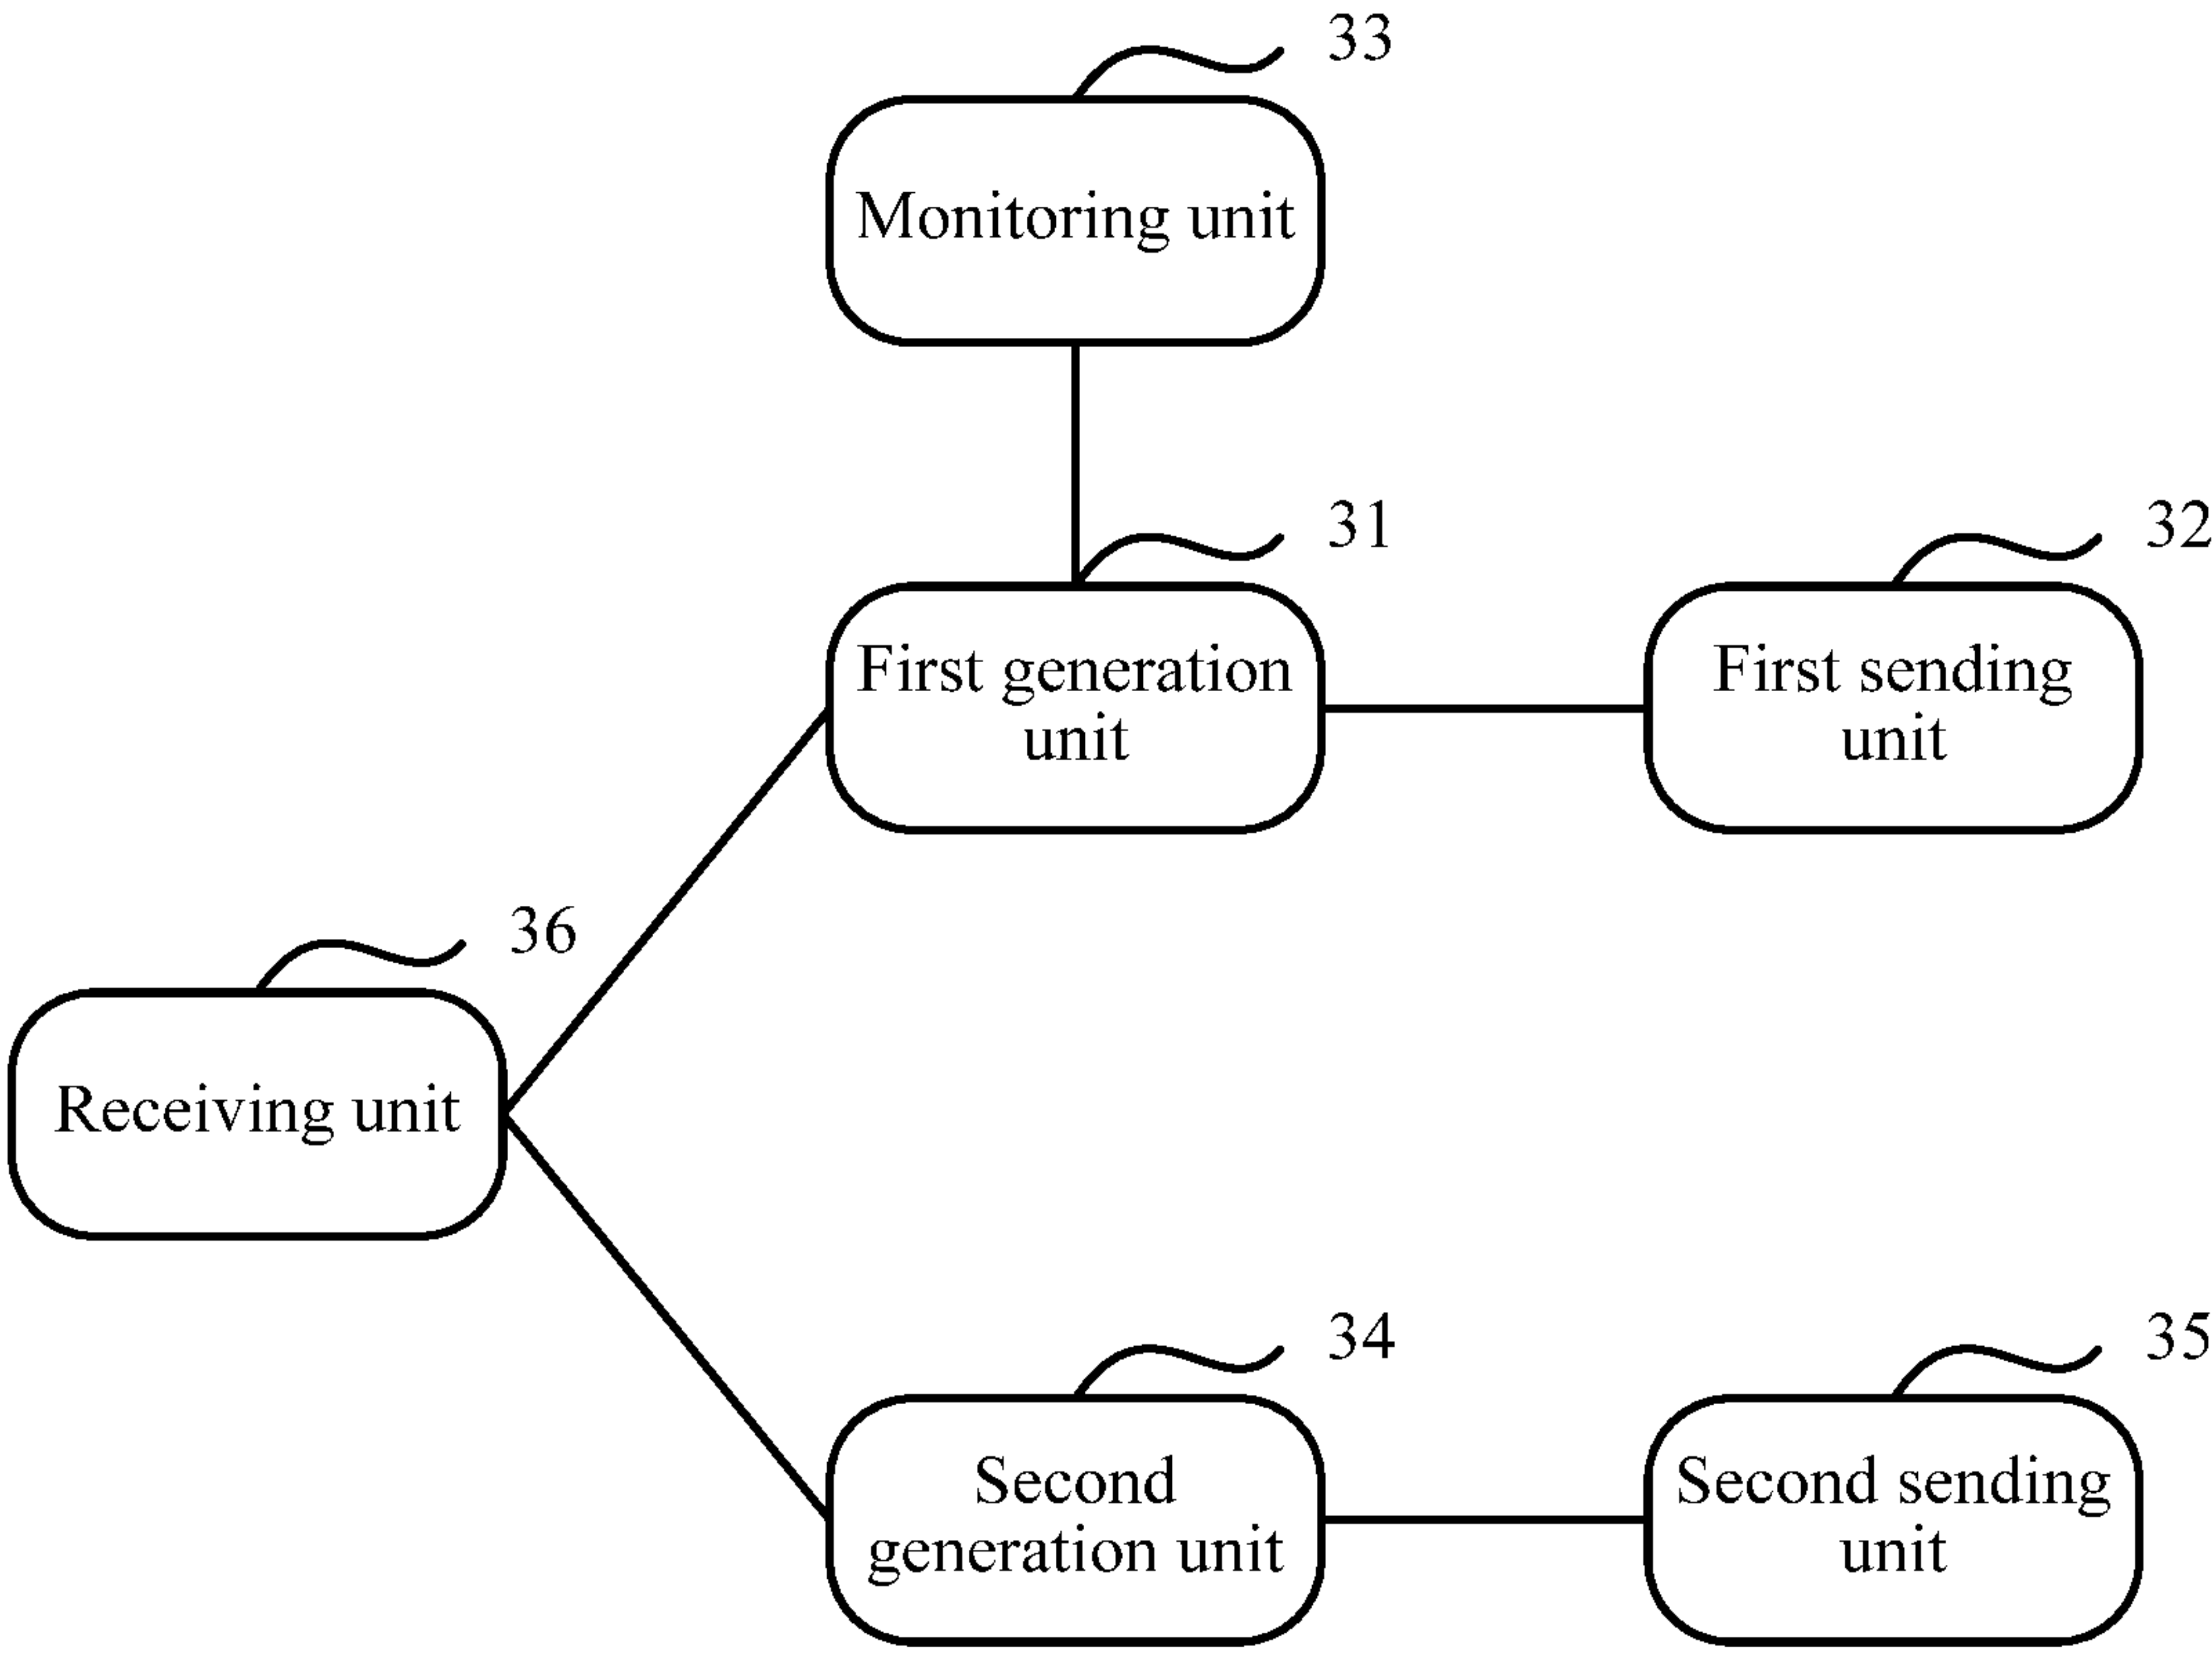 33
Monitoring unit
31
32
First generation
unit
First sending
unit
36
Receiving unit
34
35
Second
generation unit
Second sending
unit